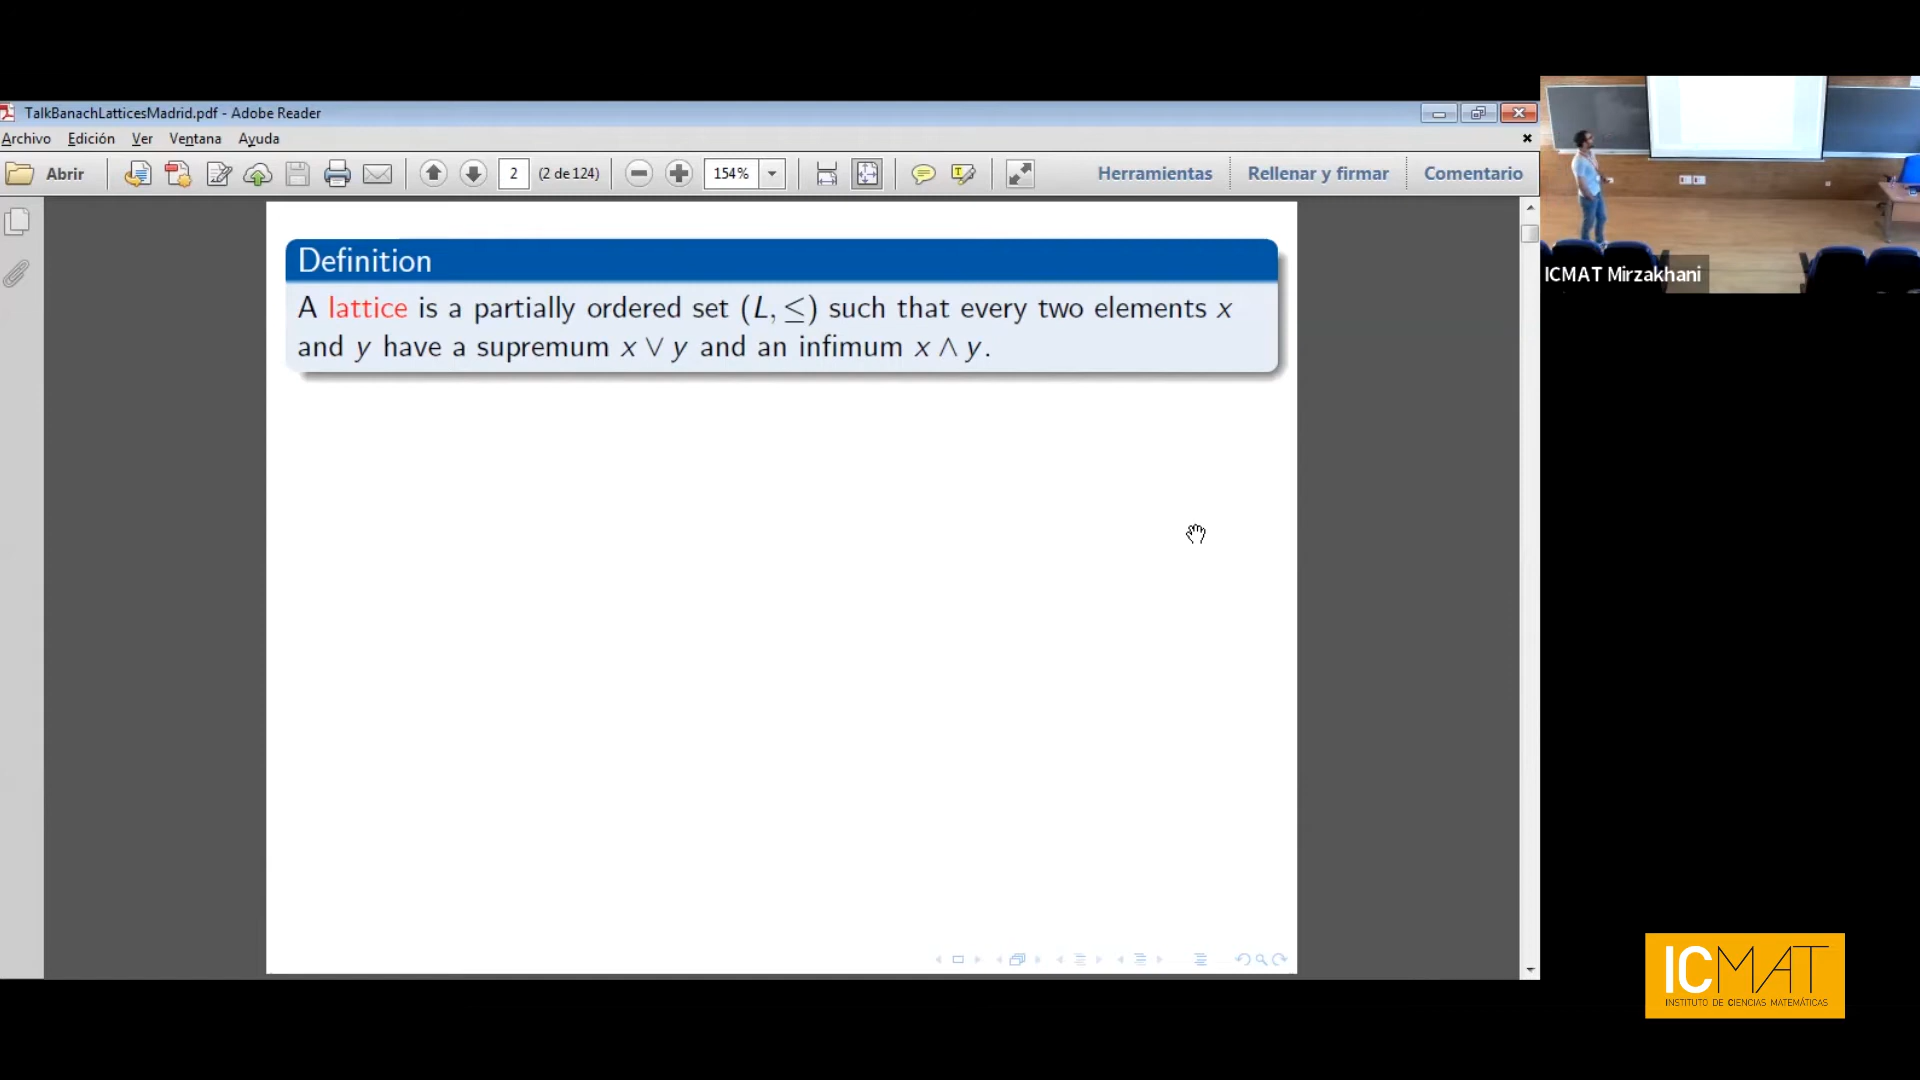 TalkBanachLatticesMadrid.pdf - Adobe Reader
Archivo Edición Ver Ventana Ayuda
Abrir 2 (2 de 124) 154% Herramientas Rellenar y firmar Comentario
Definition
A lattice is a partially ordered set (L, ≤) such that every two elements x
and y have a supremum x ∨ y and an infimum x ∧ y.
ICMAT Mirzakhani
ICMAT
INSTITUTO DE CIENCIAS MATEMÁTICAS